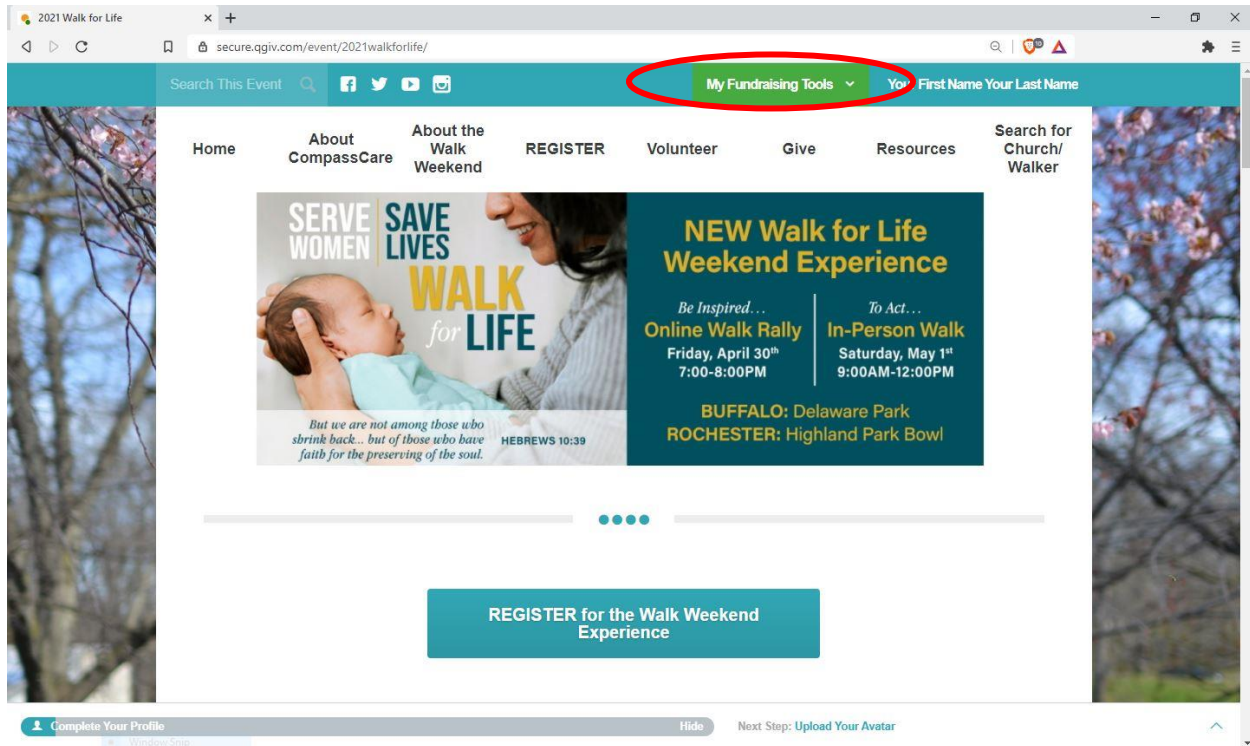 2021 Walk for Life
secure.qgiv.com/event/2021walkforlife/
Search This Event
My Fundraising Tools
Your First Name Your Last Name
Home
About
CompassCare
About the
Walk
Weekend
REGISTER
Volunteer
Give
Resources
Search for
Church/
Walker
SERVE SAVE
WOMEN LIVES
WALK
for LIFE
But we are not among those who
shrink back... but of those who have
faith for the preserving of the soul.
HEBREWS 10:39
NEW Walk for Life
Weekend Experience
Be Inspired...
Online Walk Rally
Friday, April 30th
7:00-8:00PM
To Act...
In-Person Walk
Saturday, May 1st
9:00AM-12:00PM
BUFFALO: Delaware Park
ROCHESTER: Highland Park Bowl
REGISTER for the Walk Weekend
Experience
Complete Your Profile
Hide
Next Step: Upload Your Avatar
Window Snip